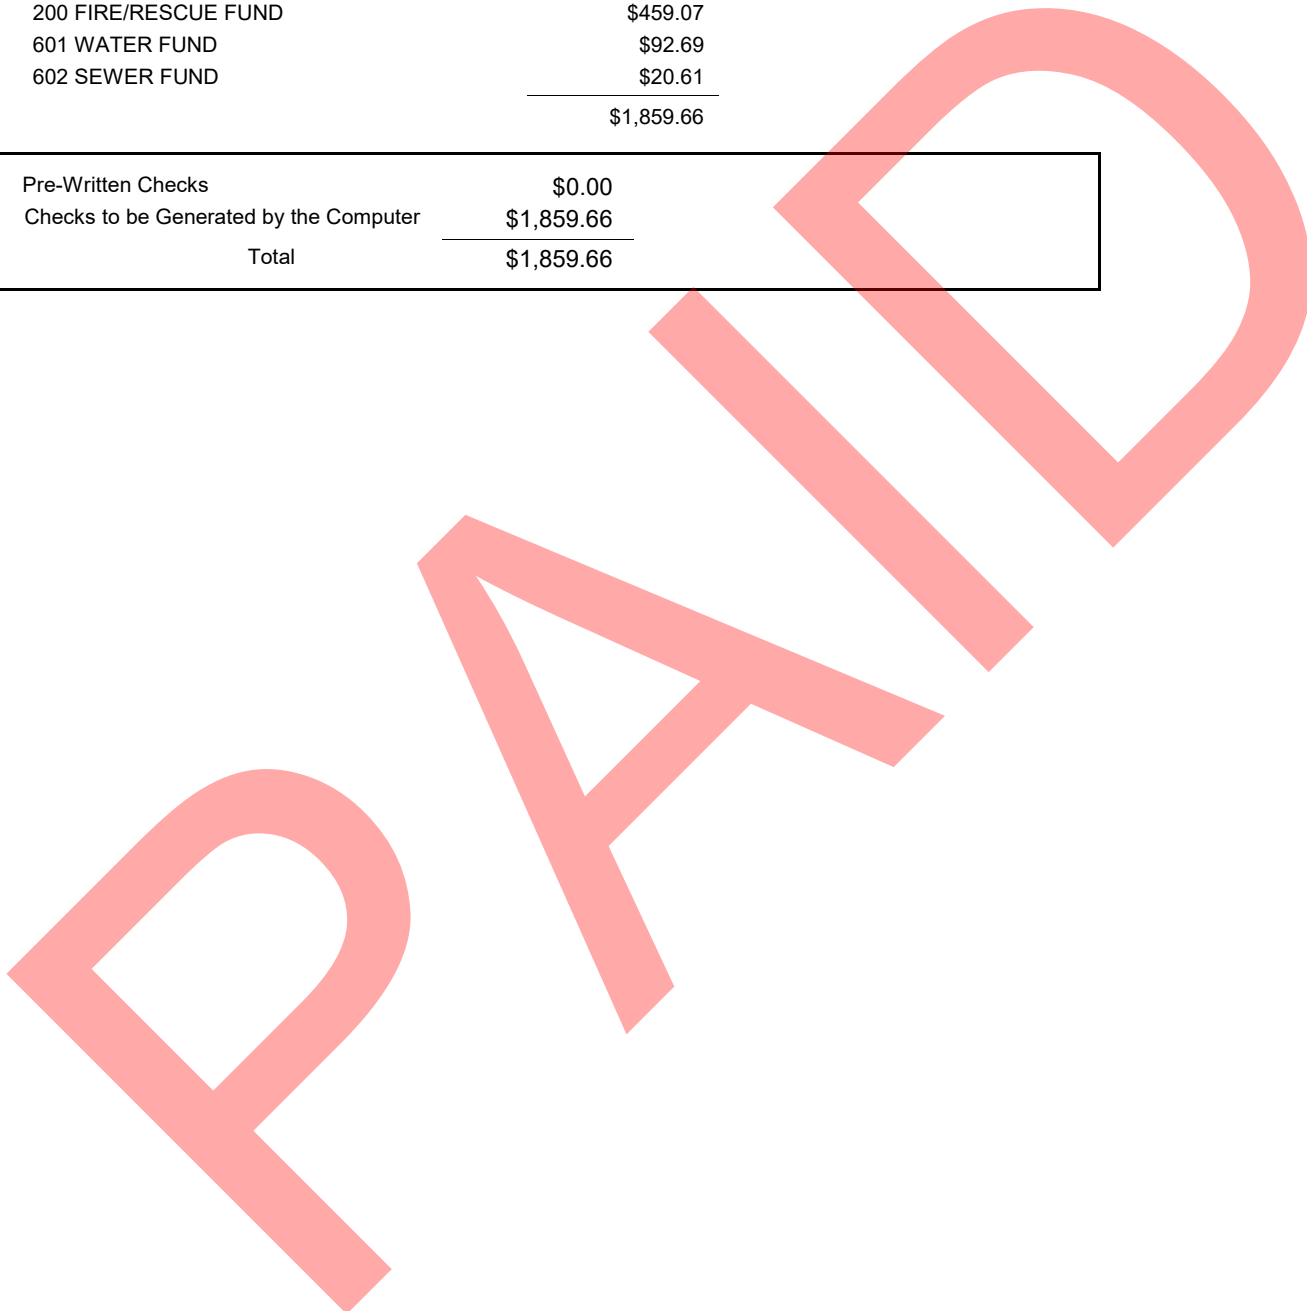 200 FIRE/RESCUE FUND $459.07
601 WATER FUND $92.69
602 SEWER FUND $20.61
$1,859.66
Pre-Written Checks $0.00
Checks to be Generated by the Computer $1,859.66
Total $1,859.66
PAID